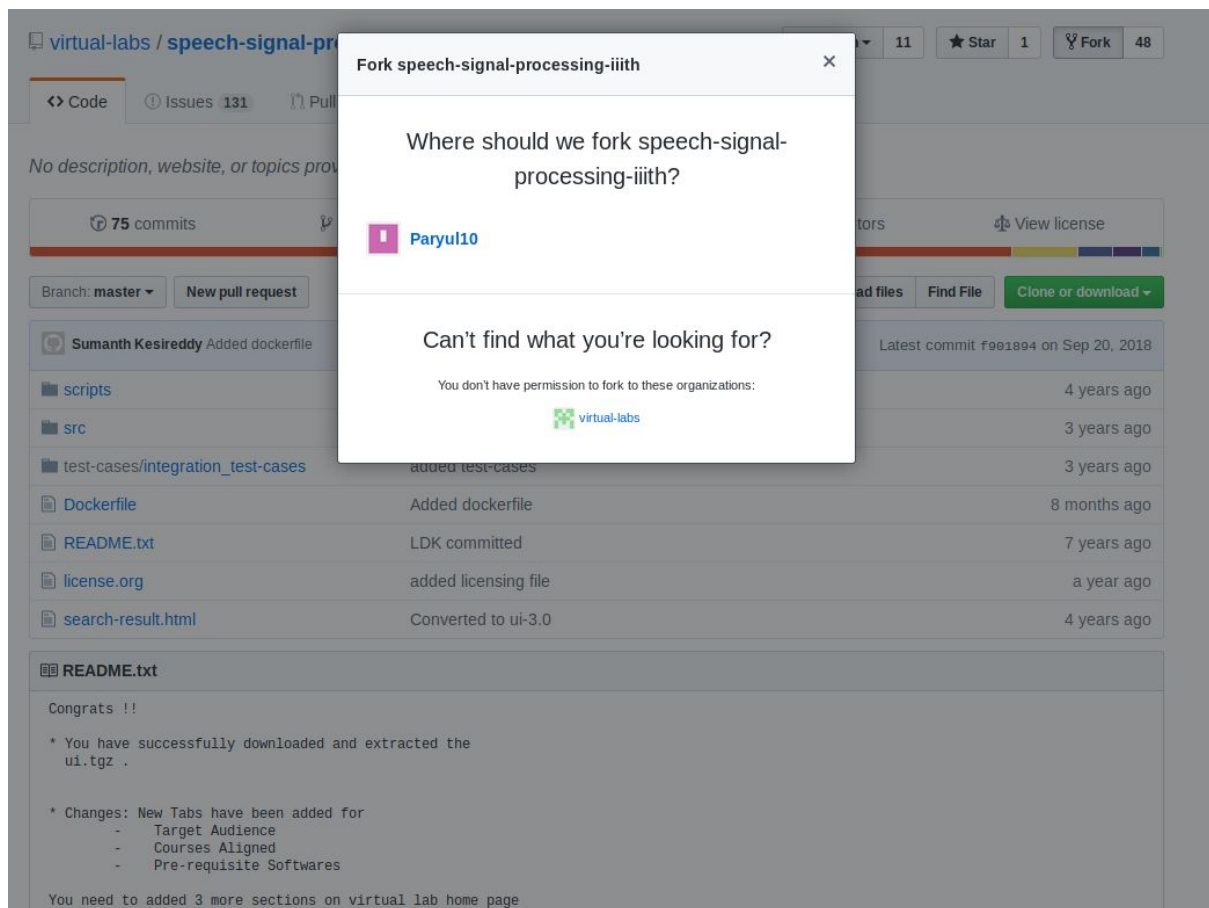 virtual-labs / speech-signal-pr
11
Star 1
Fork 48
Code
Issues 131
Pull
Fork speech-signal-processing-iiith ×
Where should we fork speech-signal-
processing-iiith?
Paryul10
Can't find what you're looking for?
You don't have permission to fork to these organizations:
virtual-labs
No description, website, or topics prov
75 commits
tors
View license
Branch: master
New pull request
ad files
Find File
Clone or download
Sumanth Kesireddy Added dockerfile
Latest commit f901894 on Sep 20, 2018
scripts 4 years ago
src 3 years ago
test-cases/integration_test-cases added test-cases 3 years ago
Dockerfile Added dockerfile 8 months ago
README.txt LDK committed 7 years ago
license.org added licensing file a year ago
search-result.html Converted to ui-3.0 4 years ago
README.txt
Congrats !!
* You have successfully downloaded and extracted the
ui.tgz .
* Changes: New Tabs have been added for
- Target Audience
- Courses Aligned
- Pre-requisite Softwares
You need to added 3 more sections on virtual lab home page